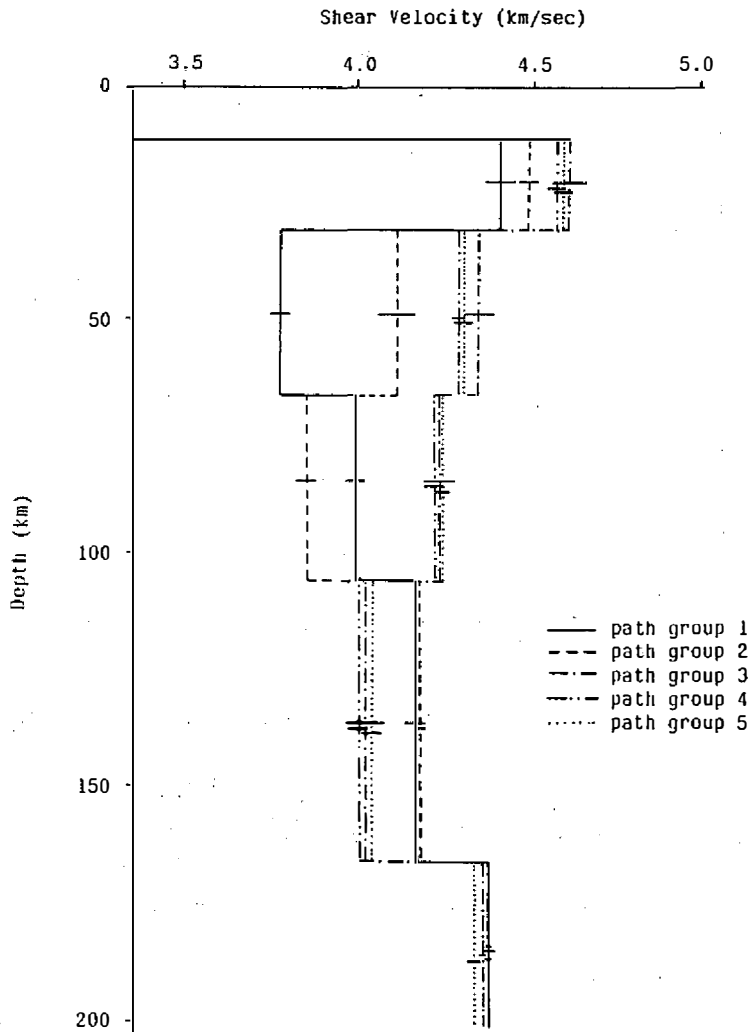 Shear Velocity (km/sec)
3.5 4.0 4.5 5.0
0
50
100
150
200
Depth (km)
path group 1
path group 2
path group 3
path group 4
path group 5